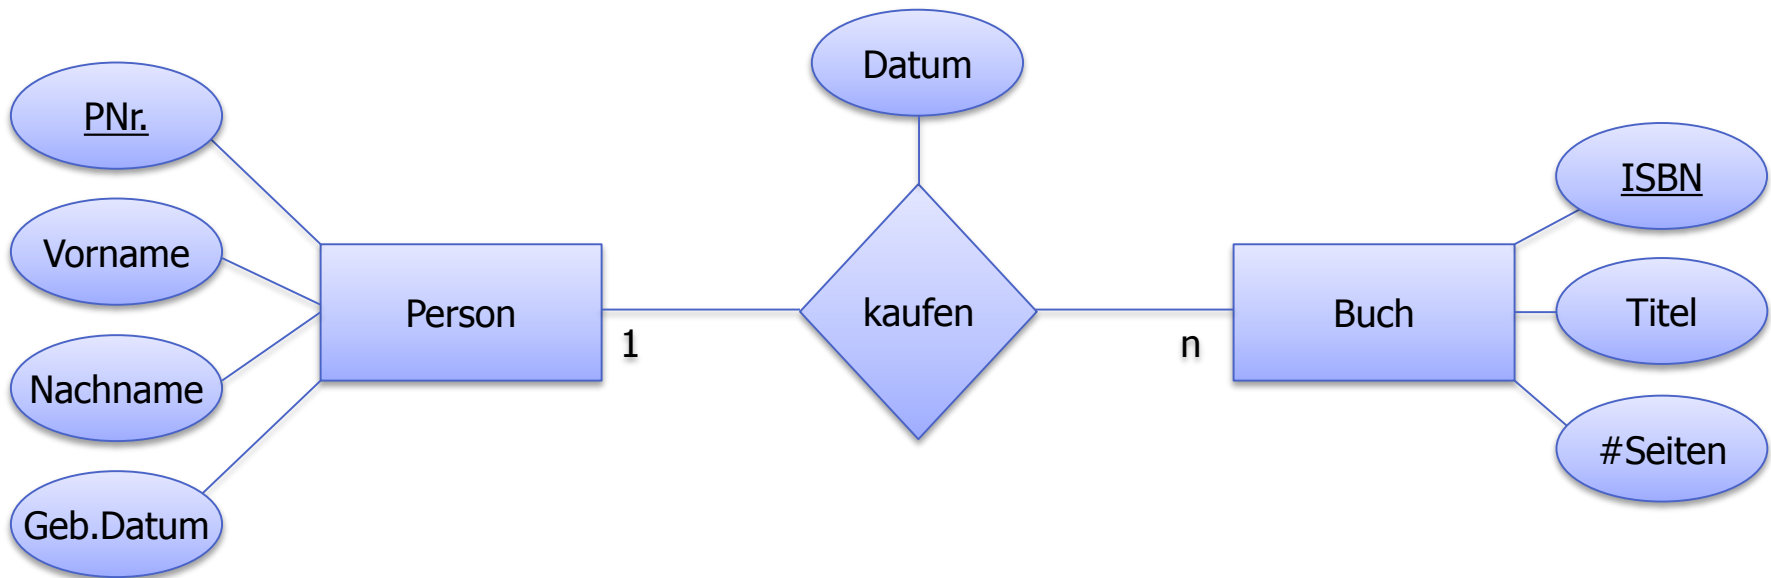 PNr.
Vorname
Nachname
Geb.Datum
Person
1
Datum
kaufen
n
Buch
ISBN
Titel
#Seiten